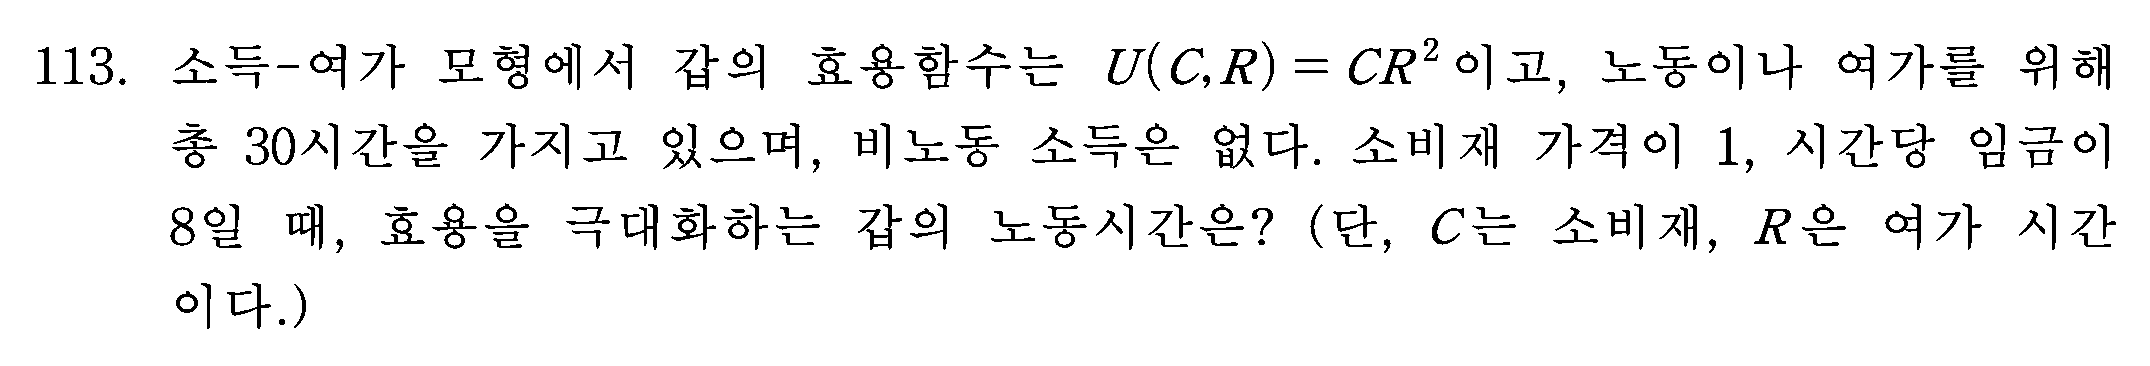 113. 소득-여가 모형에서 갑의 효용함수는 U(C, R) = CR²이고, 노동이나 여가를 위해
총 30시간을 가지고 있으며, 비노동 소득은 없다. 소비재 가격이 1, 시간당 임금이
8일 때, 효용을 극대화하는 갑의 노동시간은? (단, C는 소비재, R은 여가 시간
이다.)